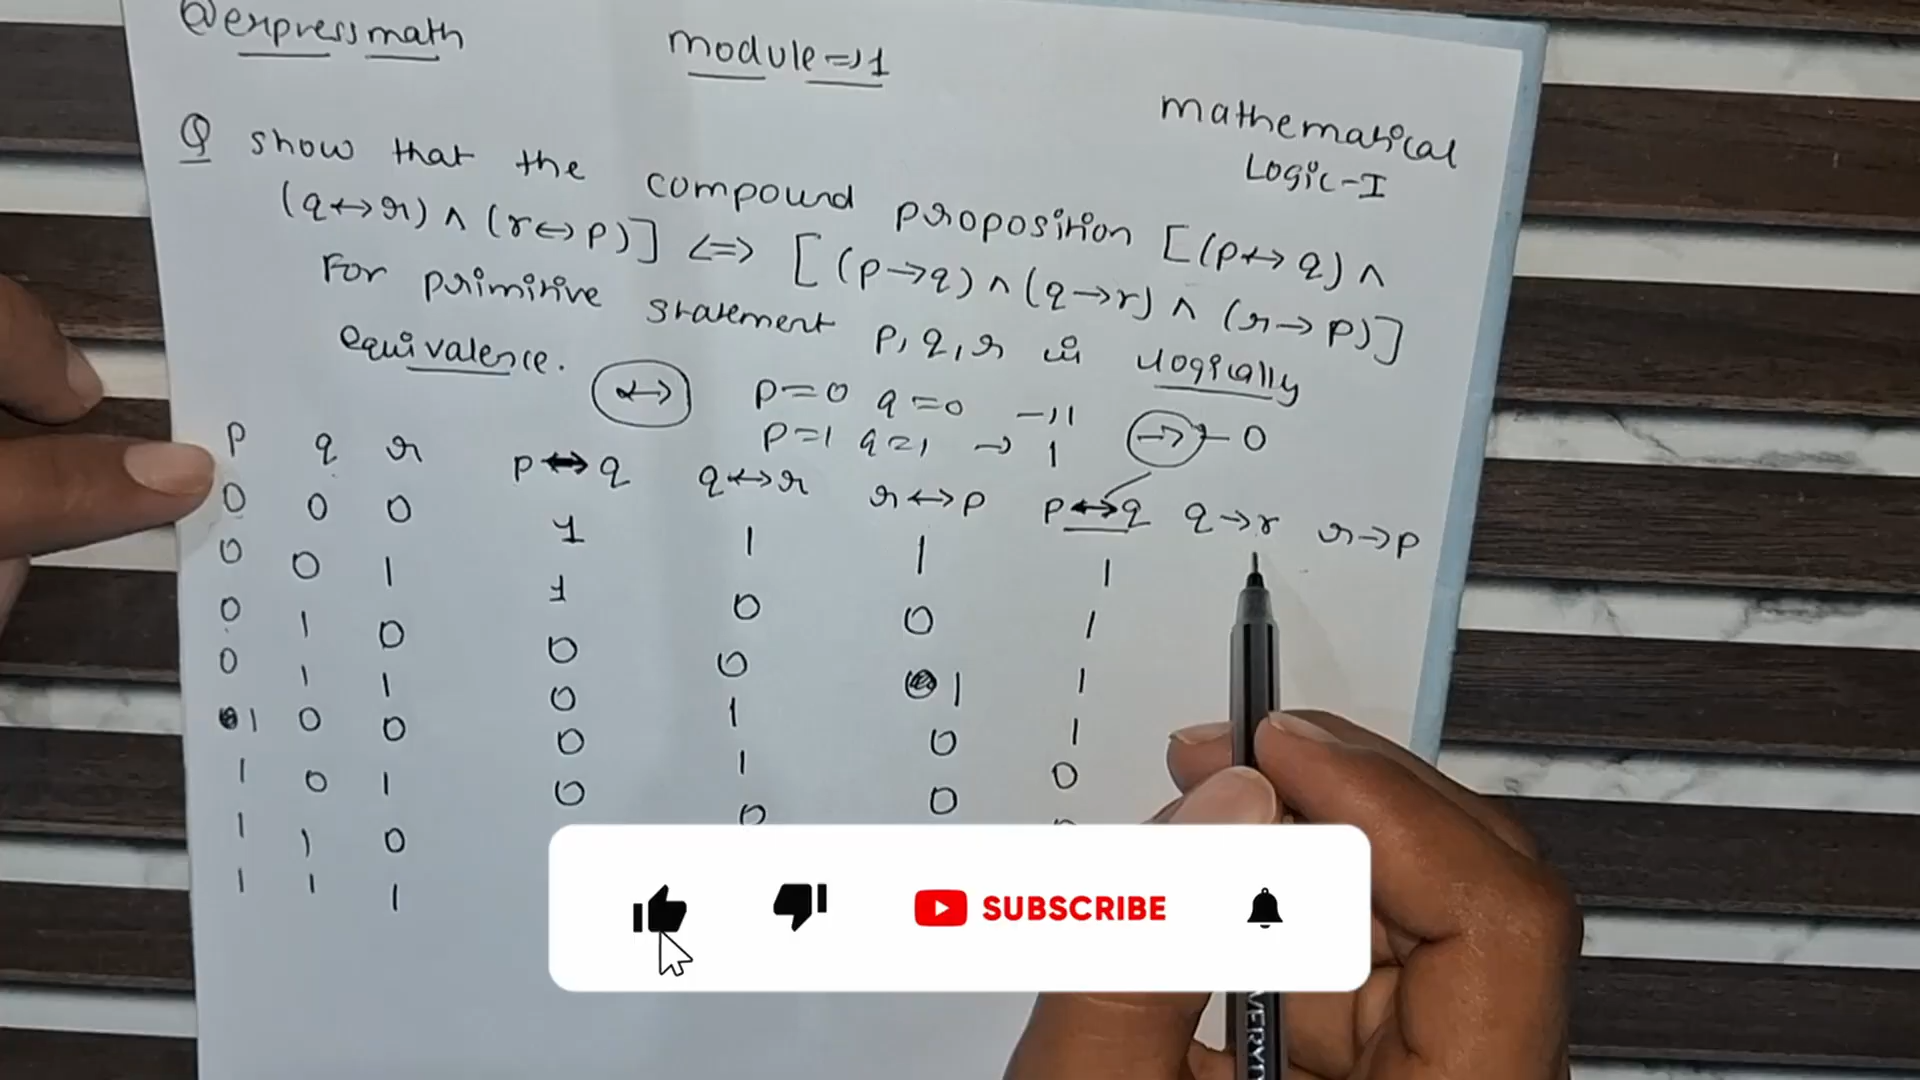 @expressmath module⇒1
mathematical
Logic-I
Q show that the compound proposition [(p↔q) ∧
(q↔r) ∧ (r↔p)] ⇔ [(p→q) ∧ (q→r) ∧ (r→p)]
For primitive statement p, q, r is logically
equivalence.
↔ p=0 q=0 → 1
p=1 q=1 → 1 → – 0
p q r p↔q q↔r r↔p p↔q q→r r→p
0 0 0 1 1 1 1
0 0 1 1 0 0 1
0 1 0 0 0 1 1
0 1 1 0 1 0 1
1 0 0 0 1 0 0
1 0 1 0 0
1 1 0
1 1 1
SUBSCRIBE